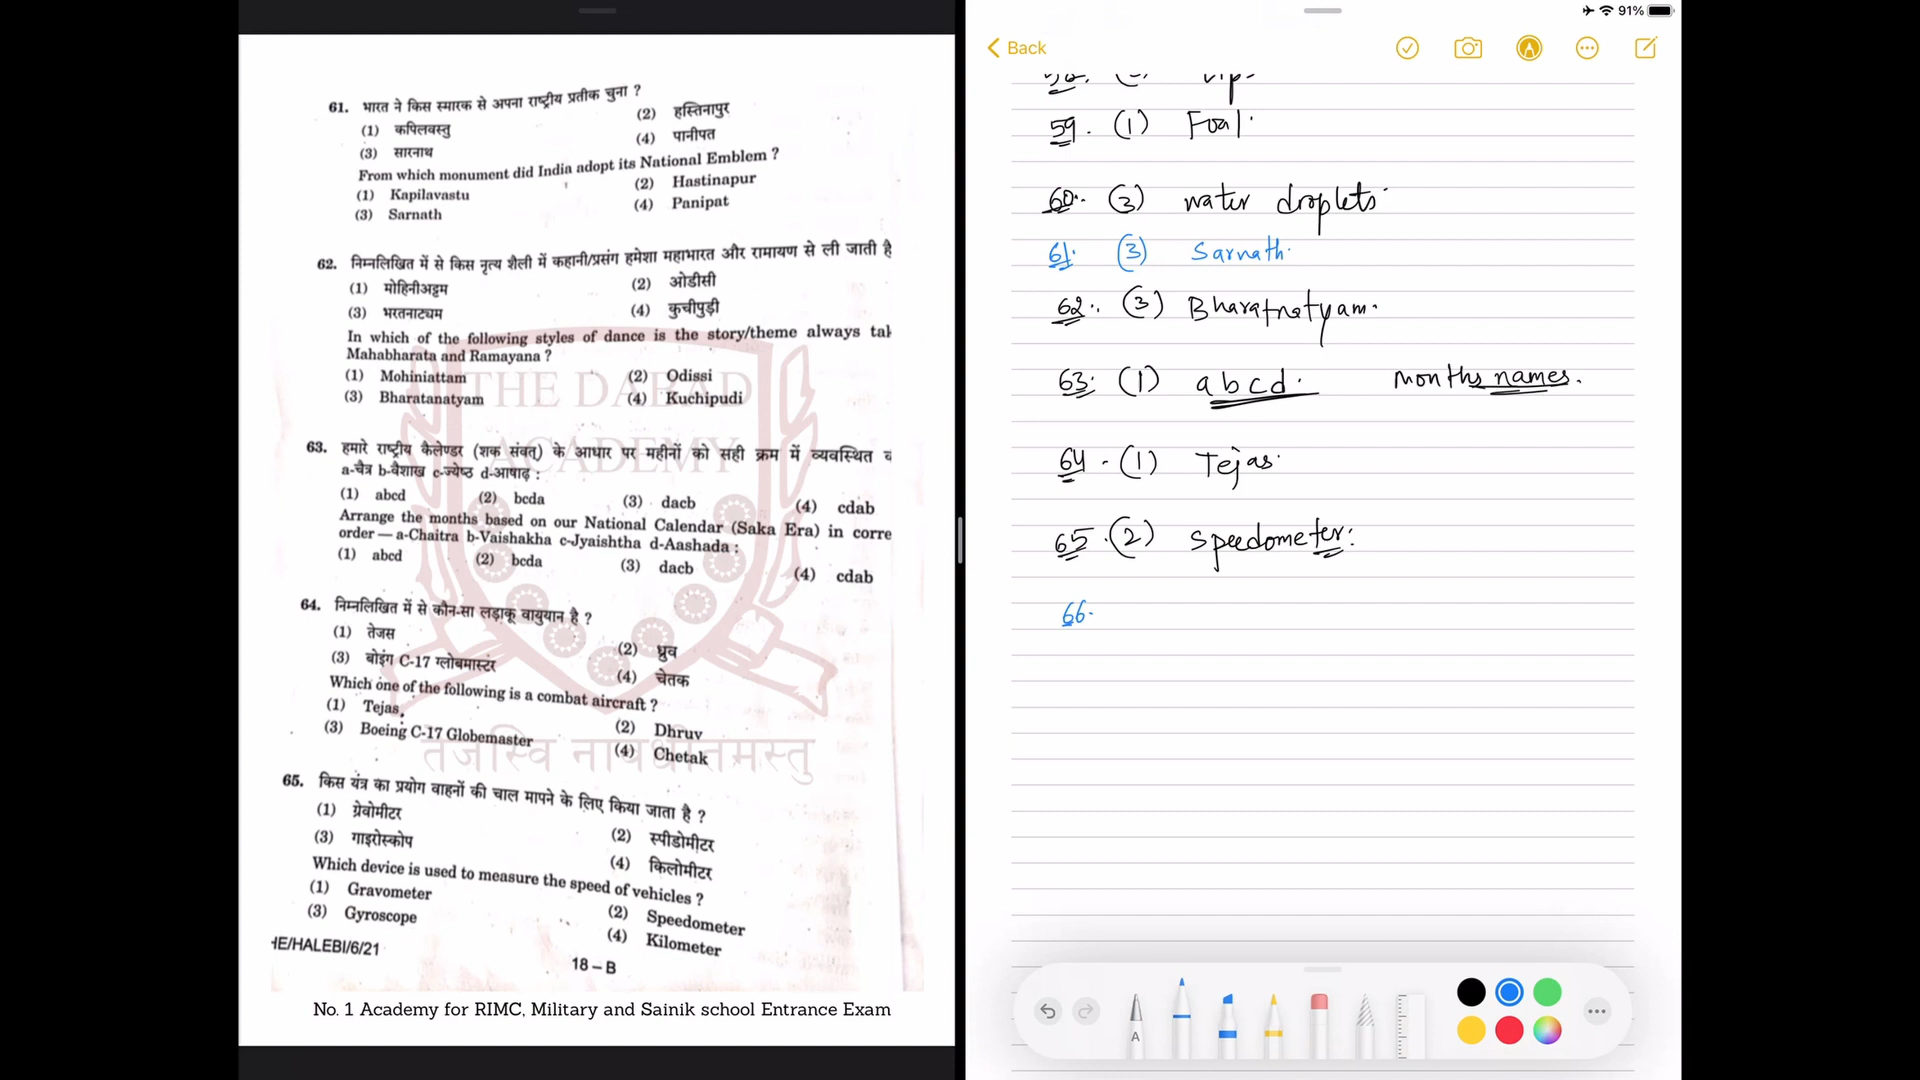 61. भारत ने किस स्मारक से अपना राष्ट्रीय प्रतीक चुना ?
(1) कपिलवस्तु (2) हस्तिनापुर
(3) सारनाथ (4) पानीपत
From which monument did India adopt its National Emblem ?
(1) Kapilavastu (2) Hastinapur
(3) Sarnath (4) Panipat
62. निम्नलिखित में से किस नृत्य शैली में कहानी/प्रसंग हमेशा महाभारत और रामायण से ली जाती है
(1) मोहिनीअट्टम (2) ओडीसी
(3) भरतनाट्यम (4) कुचीपुड़ी
In which of the following styles of dance is the story/theme always tak
Mahabharata and Ramayana ?
(1) Mohiniattam (2) Odissi
(3) Bharatanatyam (4) Kuchipudi
63. हमारे राष्ट्रीय कैलेण्डर (शक संवत्) के आधार पर महीनों को सही क्रम में व्यवस्थित
a-चैत्र b-वैशाख c-ज्येष्ठ d-आषाढ़ :
(1) abcd (2) bcda (3) dacb (4) cdab
Arrange the months based on our National Calendar (Saka Era) in corre
order — a-Chaitra b-Vaishakha c-Jyaishtha d-Aashada :
(1) abcd (2) bcda (3) dacb (4) cdab
64. निम्नलिखित में से कौन-सा लड़ाकू वायुयान है ?
(1) तेजस (2) ध्रुव
(3) बोइंग C-17 ग्लोबमास्टर (4) चेतक
Which one of the following is a combat aircraft ?
(1) Tejas (2) Dhruv
(3) Boeing C-17 Globemaster (4) Chetak
65. किस यंत्र का प्रयोग वाहनों की चाल मापने के लिए किया जाता है ?
(1) ग्रेवोमीटर (2) स्पीडोमीटर
(3) गाइरोस्कोप (4) किलोमीटर
Which device is used to measure the speed of vehicles ?
(1) Gravometer (2) Speedometer
(3) Gyroscope (4) Kilometer
HE/HALEBI/6/21
18 – B
THE DABAD
ACADEMY
तेजस्वि नावधीतमस्तु
No. 1 Academy for RIMC, Military and Sainik school Entrance Exam
91%
Back
59. (1) Foal.
60. (3) water droplets.
61. (3) Sarnath.
62. (3) Bharatnatyam.
63. (1) abcd. months names.
64. (1) Tejas.
65. (2) Speedometer.
66.
A